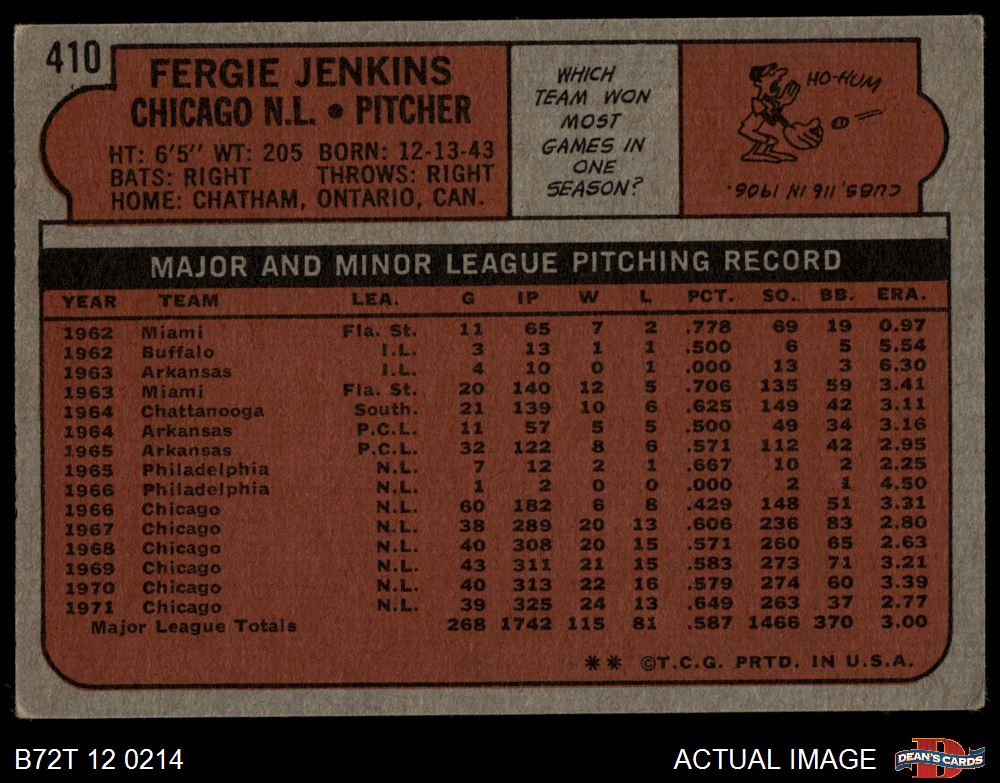 410
FERGIE JENKINS
CHICAGO N.L. • PITCHER
HT: 6'5" WT: 205 BORN: 12-13-43
BATS: RIGHT THROWS: RIGHT
HOME: CHATHAM, ONTARIO, CAN.
WHICH
TEAM WON
MOST
GAMES IN
ONE
SEASON?
HO-HUM
CUBS, 116 IN 1906.
MAJOR AND MINOR LEAGUE PITCHING RECORD
YEAR TEAM LEA. G IP W L PCT. SO. BB. ERA.
1962 Miami Fla. St. 11 65 7 2 .778 69 19 0.97
1962 Buffalo I.L. 3 13 1 1 .500 6 5 5.54
1963 Arkansas I.L. 4 10 0 1 .000 13 3 6.30
1963 Miami Fla. St. 20 140 12 5 .706 135 59 3.41
1964 Chattanooga South. 21 139 10 6 .625 149 42 3.11
1964 Arkansas P.C.L. 11 57 5 5 .500 49 34 3.16
1965 Arkansas P.C.L. 32 122 8 6 .571 112 42 2.95
1965 Philadelphia N.L. 7 12 2 1 .667 10 2 2.25
1966 Philadelphia N.L. 1 2 0 0 .000 2 1 4.50
1966 Chicago N.L. 60 182 6 8 .429 148 51 3.31
1967 Chicago N.L. 38 289 20 13 .606 236 83 2.80
1968 Chicago N.L. 40 308 20 15 .571 260 65 2.63
1969 Chicago N.L. 43 311 21 15 .583 273 71 3.21
1970 Chicago N.L. 40 313 22 16 .579 274 60 3.39
1971 Chicago N.L. 39 325 24 13 .649 263 37 2.77
Major League Totals 268 1742 115 81 .587 1466 370 3.00
** ©T.C.G. PRTD. IN U.S.A.
B72T 12 0214
ACTUAL IMAGE
D
DEAN'S CARDS